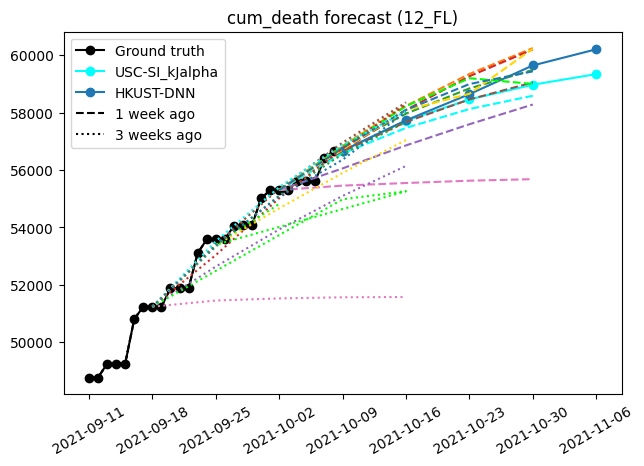 cum_death forecast (12_FL)
Ground truth
USC-SI_kJalpha
HKUST-DNN
1 week ago
3 weeks ago
60000
58000
56000
54000
52000
50000
2021-09-11
2021-09-18
2021-09-25
2021-10-02
2021-10-09
2021-10-16
2021-10-23
2021-10-30
2021-11-06